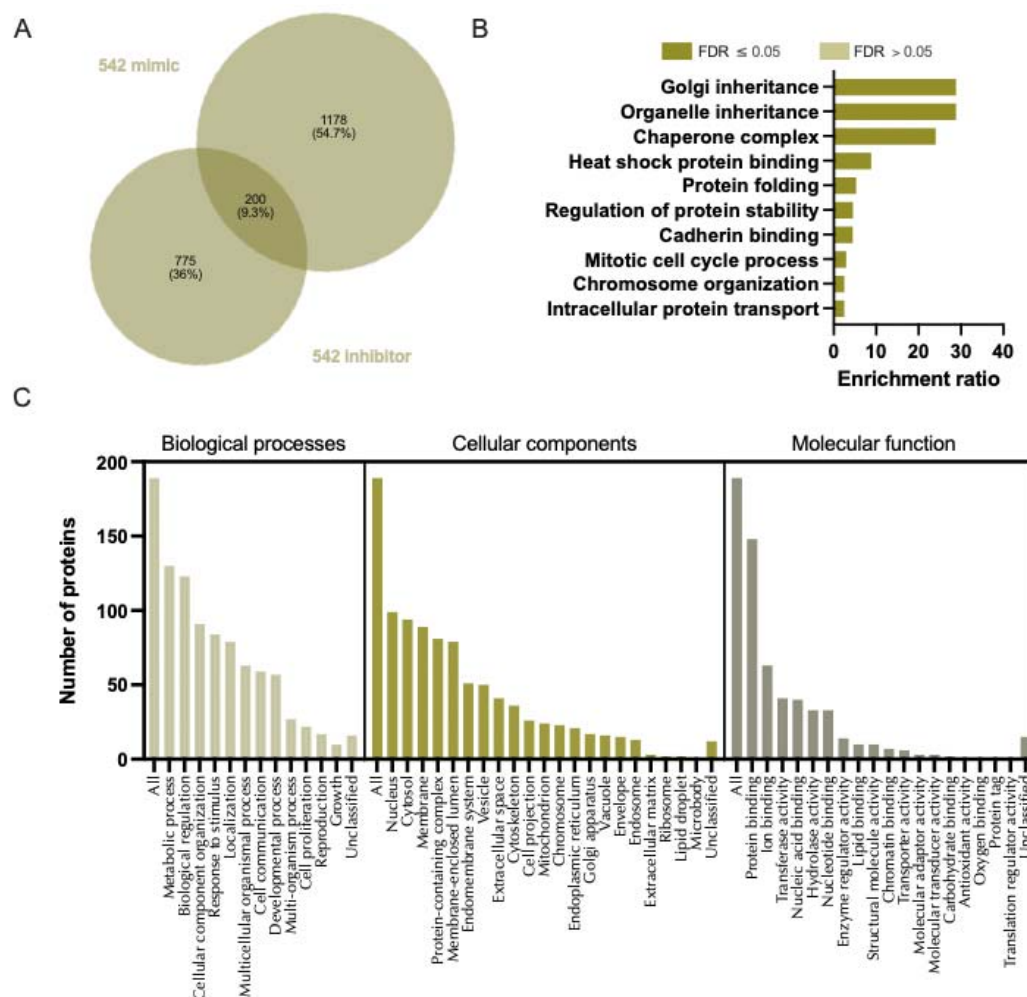 A
542 mimic
1178
(54.7%)
200
(9.3%)
775
(36%)
542 inhibitor
B
FDR ≤ 0.05
FDR > 0.05
Golgi inheritance
Organelle inheritance
Chaperone complex
Heat shock protein binding
Protein folding
Regulation of protein stability
Cadherin binding
Mitotic cell cycle process
Chromosome organization
Intracellular protein transport
0 10 20 30 40
Enrichment ratio
C
Biological processes
Cellular components
Molecular function
Number of proteins
200
150
100
50
0
All
Metabolic process
Biological regulation
Cellular component organization
Response to stimulus
Localization
Multicellular organismal process
Cell communication
Developmental process
Multi-organism process
Cell proliferation
Reproduction
Growth
Unclassified
All
Nucleus
Cytosol
Membrane
Protein-containing complex
Membrane-enclosed lumen
Endomembrane system
Vesicle
Extracellular space
Cytoskeleton
Cell projection
Mitochondrion
Chromosome
Endoplasmic reticulum
Golgi apparatus
Vacuole
Envelope
Endosome
Extracellular matrix
Ribosome
Lipid droplet
Microbody
Unclassified
All
Protein binding
Ion binding
Transferase activity
Nucleic acid binding
Hydrolase activity
Nucleotide binding
Enzyme regulator activity
Lipid binding
Structural molecule activity
Chromatin binding
Transporter activity
Molecular adaptor activity
Molecular transducer activity
Carbohydrate binding
Antioxidant activity
Oxygen binding
Protein tag
Translation regulator activity
Unclassified